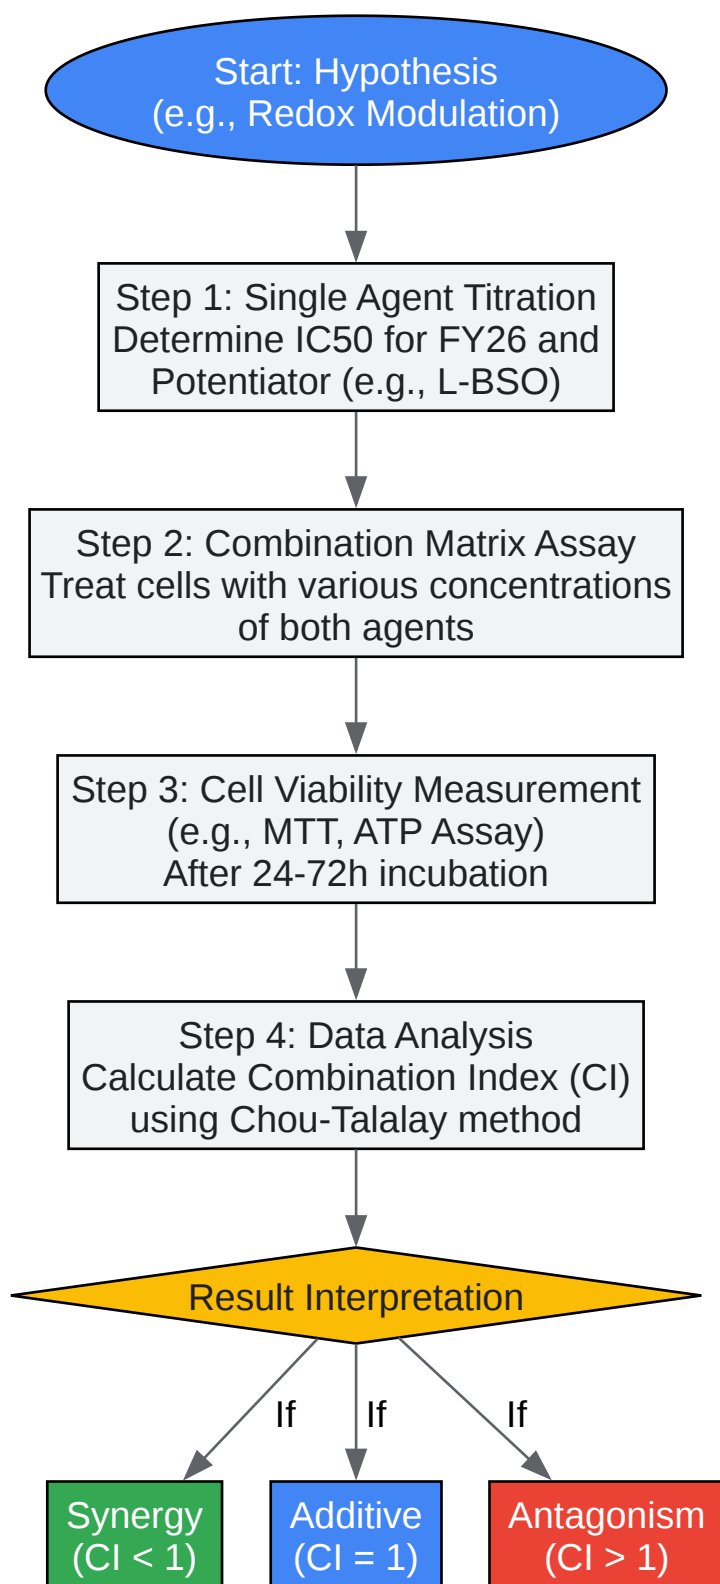 Start: Hypothesis
(e.g., Redox Modulation)
Step 1: Single Agent Titration
Determine IC50 for FY26 and
Potentiator (e.g., L-BSO)
Step 2: Combination Matrix Assay
Treat cells with various concentrations
of both agents
Step 3: Cell Viability Measurement
(e.g., MTT, ATP Assay)
After 24-72h incubation
Step 4: Data Analysis
Calculate Combination Index (CI)
using Chou-Talalay method
Result Interpretation
If
If
If
Synergy
(CI < 1)
Additive
(CI = 1)
Antagonism
(CI > 1)